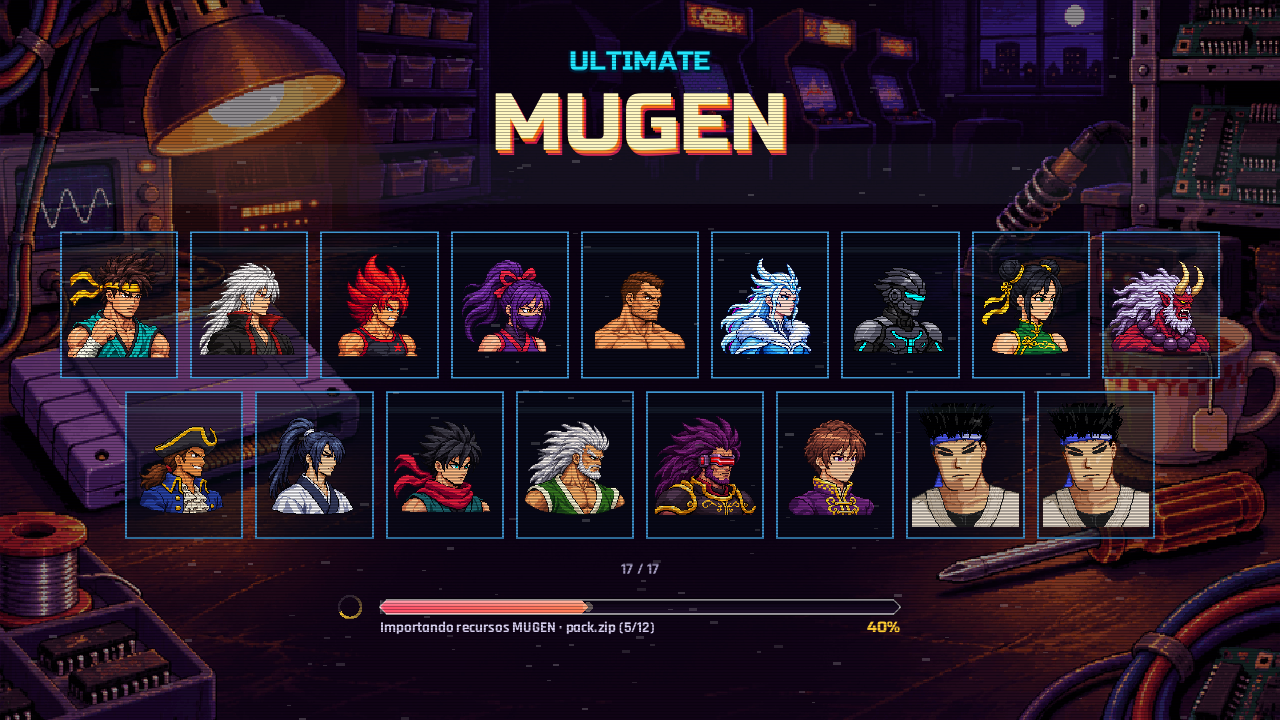 ULTIMATE
MUGEN
17 / 17
Importando recursos MUGEN · pack.zip (5/12)
40%